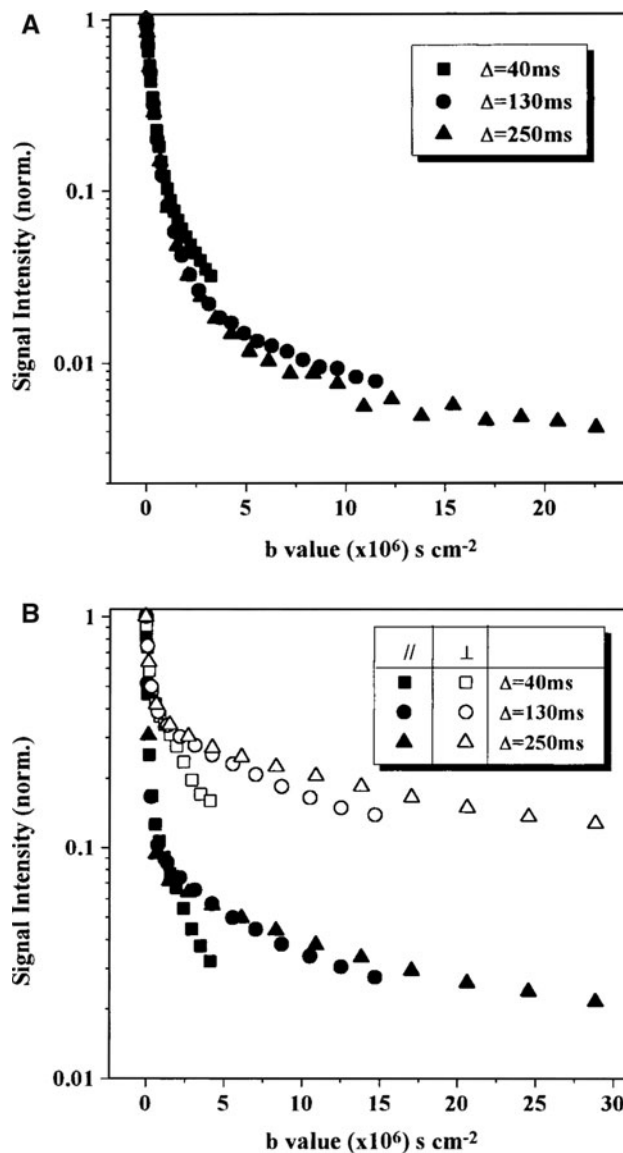 A
1
0.1
0.01
Signal Intensity (norm.)
Δ=40ms
Δ=130ms
Δ=250ms
0 5 10 15 20
b value (x10⁶) s cm⁻²
B
1
0.1
0.01
Signal Intensity (norm.)
// ⊥
Δ=40ms
Δ=130ms
Δ=250ms
0 5 10 15 20 25 30
b value (x10⁶) s cm⁻²